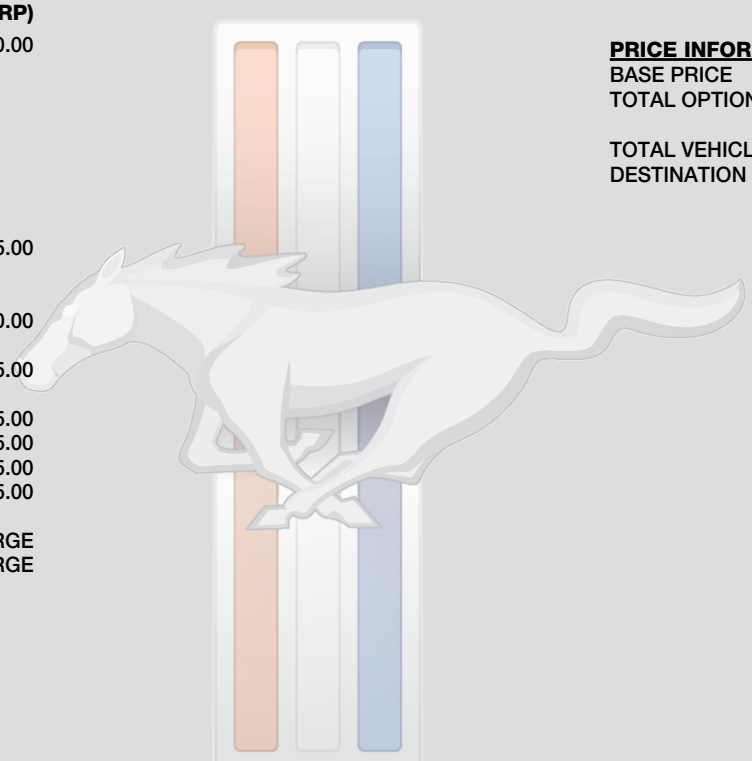 RP)
0.00
5.00
0.00
5.00
5.00
5.00
5.00
5.00
RGE
RGE
PRICE INFOR
BASE PRICE
TOTAL OPTION
TOTAL VEHICL
DESTINATION